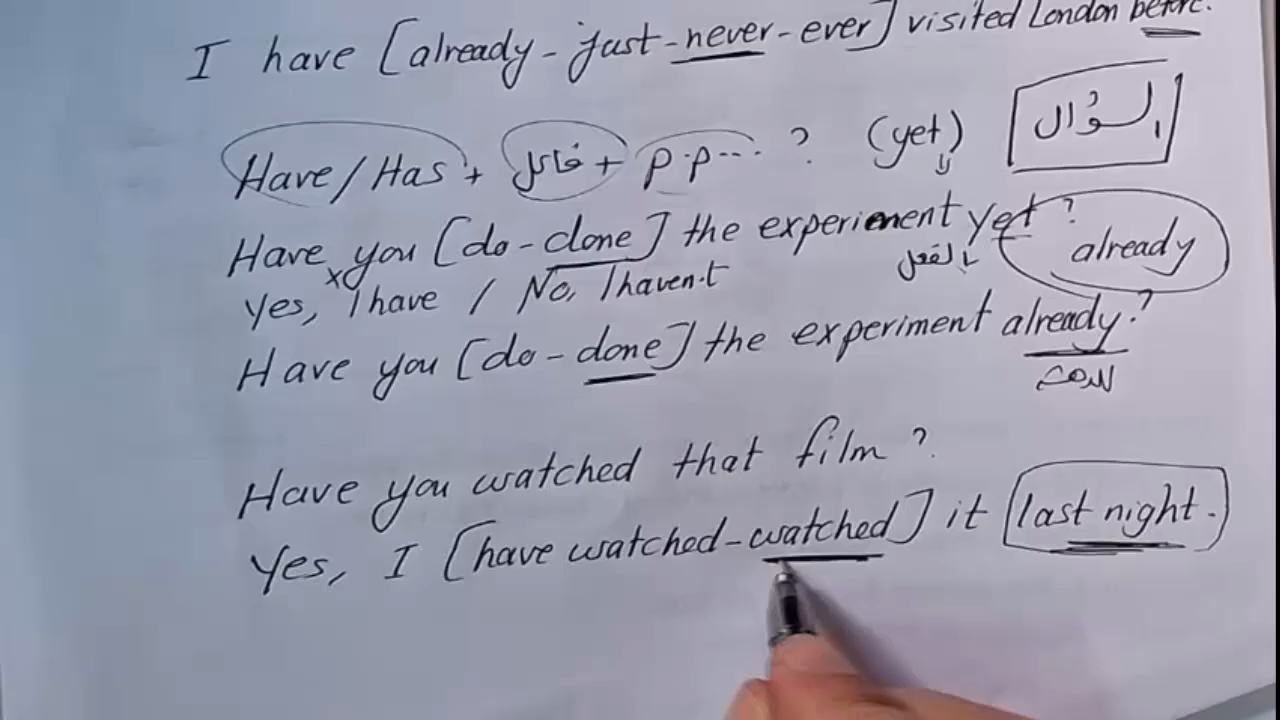 I have [already - just - never - ever] visited London before.
Have / Has + فاعل + p.p... ? (yet) السؤال
Have you [do - done] the experiment yet ? already
بالفعل
Yes, I have / No, I haven't
Have you [do - done] the experiment already ?
للدهشة
Have you watched that film ?
Yes, I [have watched - watched] it last night.